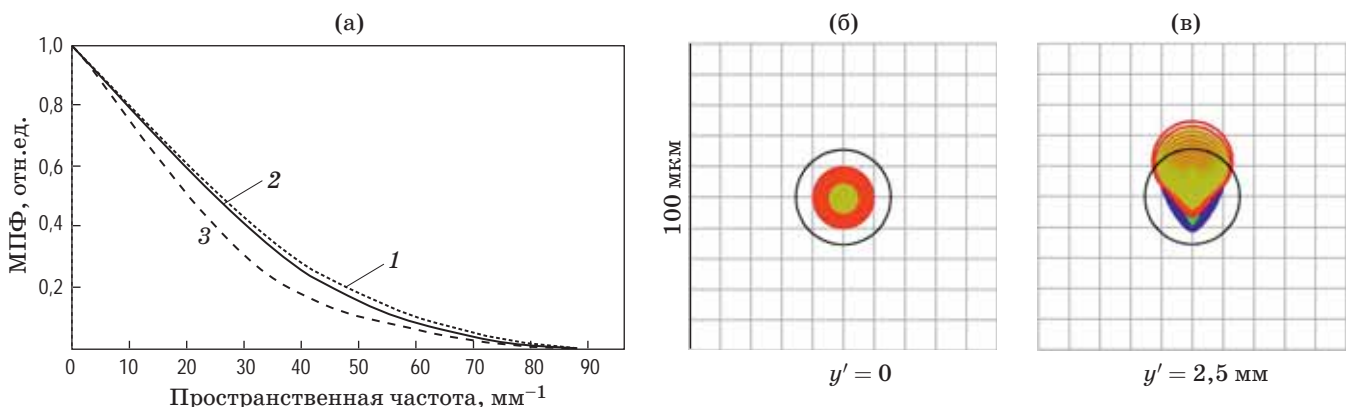 (а)
МПФ, отн.ед.
1,0
0,8
0,6
0,4
0,2
2
3
1
0 10 20 30 40 50 60 70 80 90
Пространственная частота, мм⁻¹
(б)
100 мкм
y′ = 0
(в)
y′ = 2,5 мм